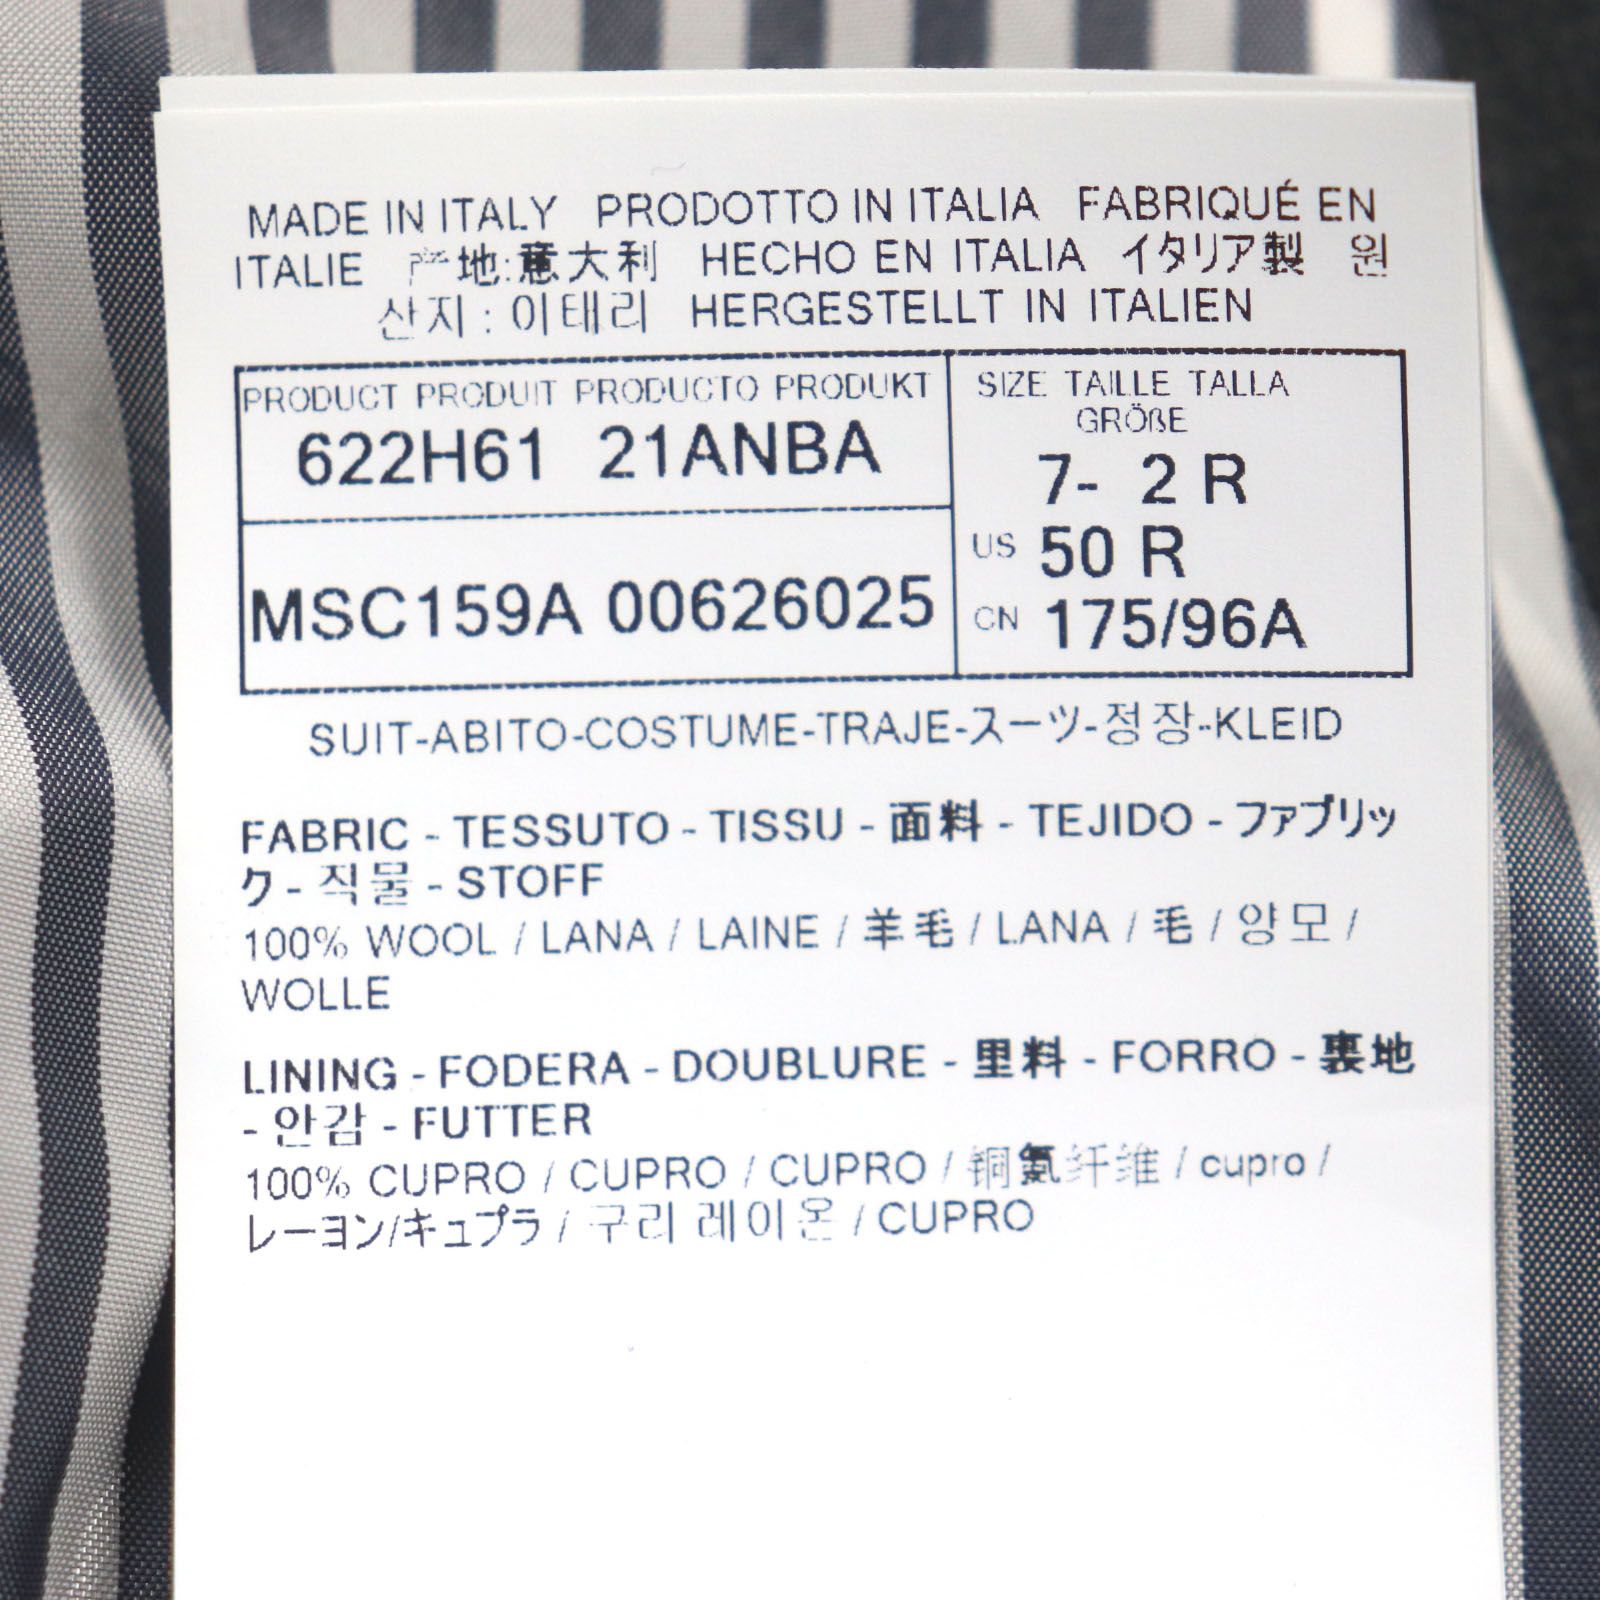 MADE IN ITALY PRODOTTO IN ITALIA FABRIQUÉ EN
ITALIE 产地:意大利 HECHO EN ITALIA イタリア製 원
산지 : 이태리 HERGESTELLT IN ITALIEN
PRODUCT PRODUIT PRODUCTO PRODUKT
622H61 21ANBA
MSC159A 00626025
SIZE TAILLE TALLA
GRÖßE
7- 2 R
US 50 R
CN 175/96A
SUIT-ABITO-COSTUME-TRAJE-スーツ-정장-KLEID
FABRIC - TESSUTO - TISSU - 面料 - TEJIDO - ファブリッ
ク - 직물 - STOFF
100% WOOL / LANA / LAINE / 羊毛 / LANA / 毛 / 양모 /
WOLLE
LINING - FODERA - DOUBLURE - 里料 - FORRO - 裏地
- 안감 - FUTTER
100% CUPRO / CUPRO / CUPRO / 铜氨纤维 / cupro /
レーヨン/キュプラ / 구리 레이온 / CUPRO